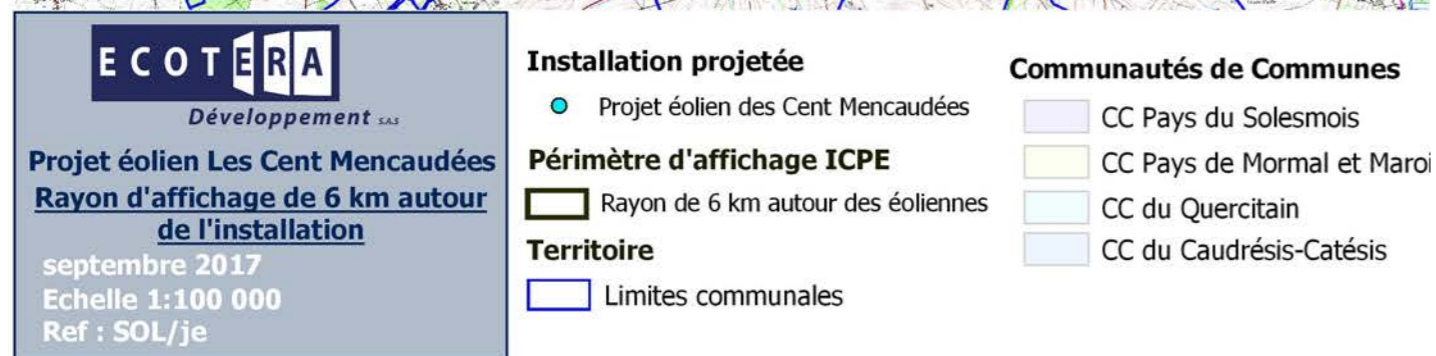 ECOTERA
Développement S.A.S
Projet éolien Les Cent Mencaudées
Rayon d'affichage de 6 km autour
de l'installation
septembre 2017
Echelle 1:100 000
Ref : SOL/je
Installation projetée
Projet éolien des Cent Mencaudées
Périmètre d'affichage ICPE
Rayon de 6 km autour des éoliennes
Territoire
Limites communales
Communautés de Communes
CC Pays du Solesmois
CC Pays de Mormal et Maroi
CC du Quercitain
CC du Caudrésis-Catésis